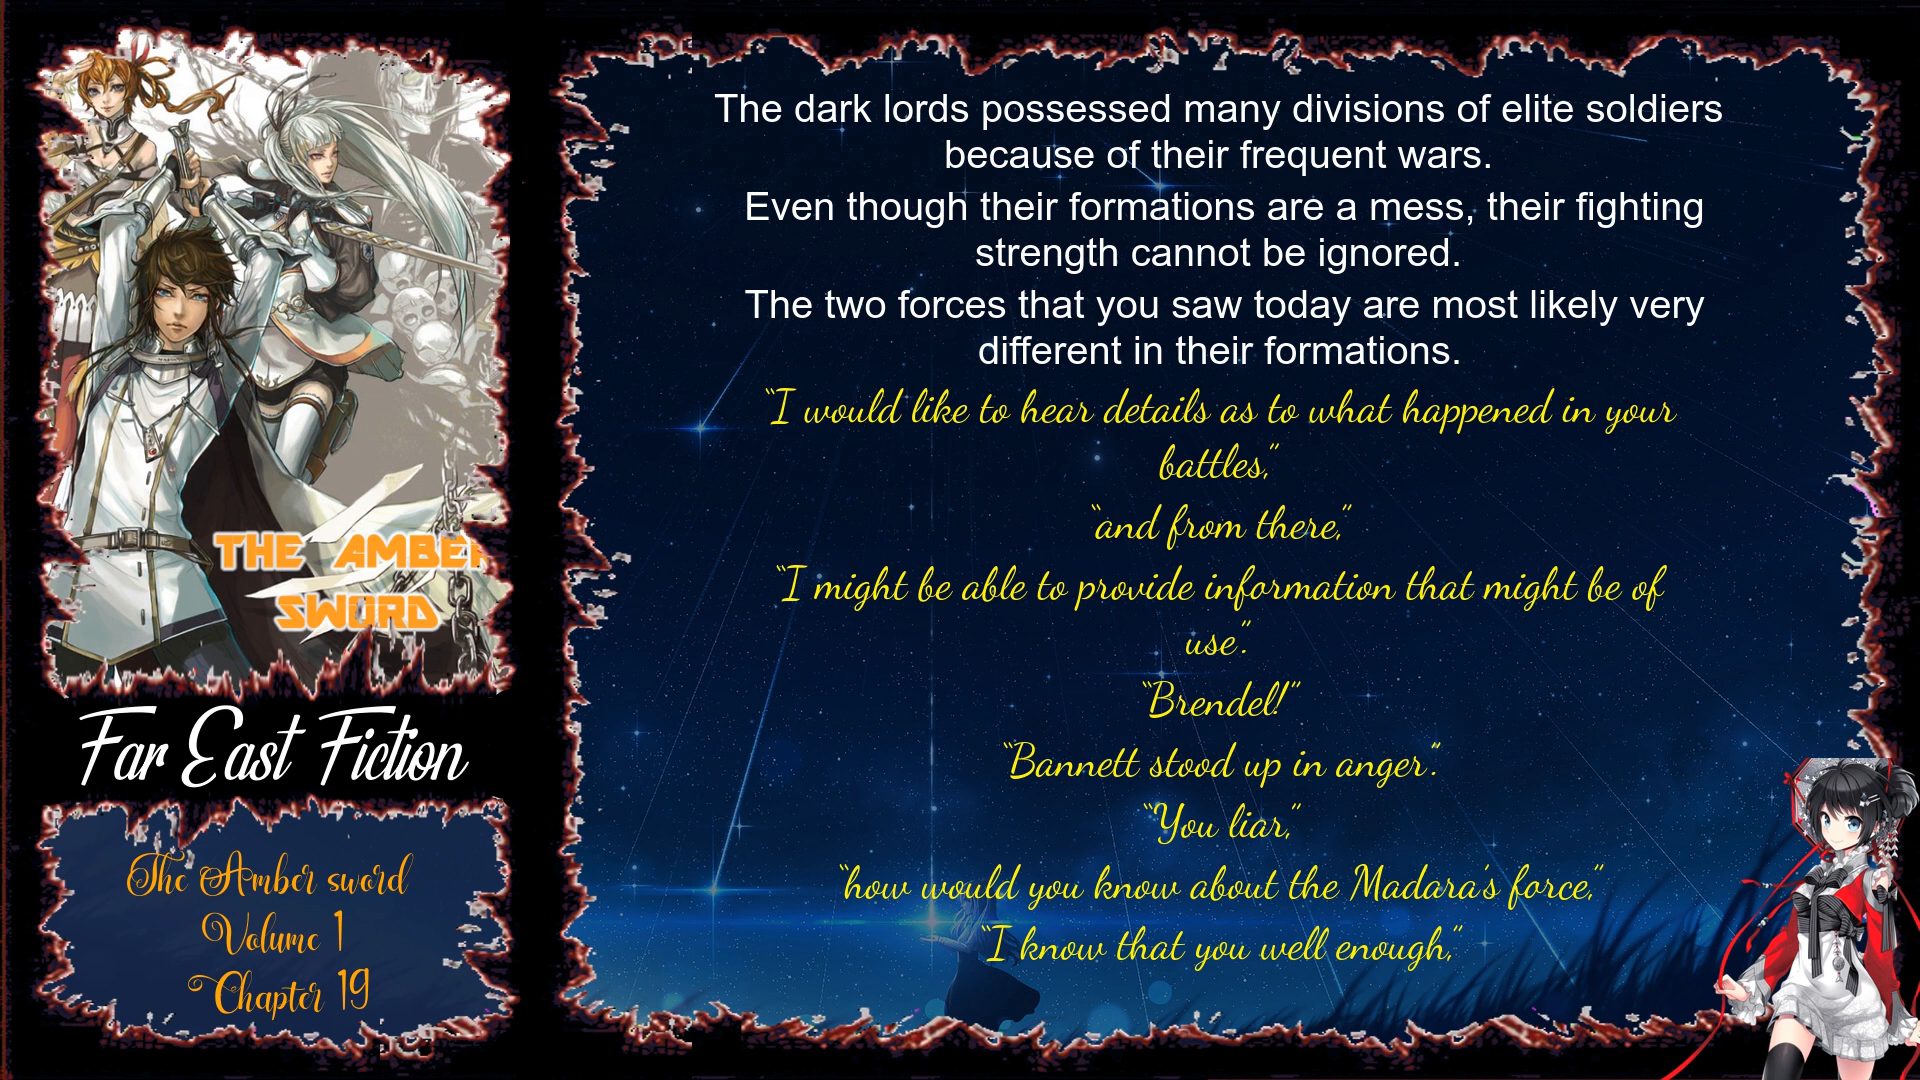 THE AMBER
SWORD
Far East Fiction
The Amber sword
Volume 1
Chapter 19
The dark lords possessed many divisions of elite soldiers
because of their frequent wars.
Even though their formations are a mess, their fighting
strength cannot be ignored.
The two forces that you saw today are most likely very
different in their formations.
“I would like to hear details as to what happened in your
battles,”
“and from there,”
“I might be able to provide information that might be of
use”.
“Brendel!”
“Bannett stood up in anger”.
“You liar,”
“how would you know about the Madara's force,”
“I know that you well enough,”